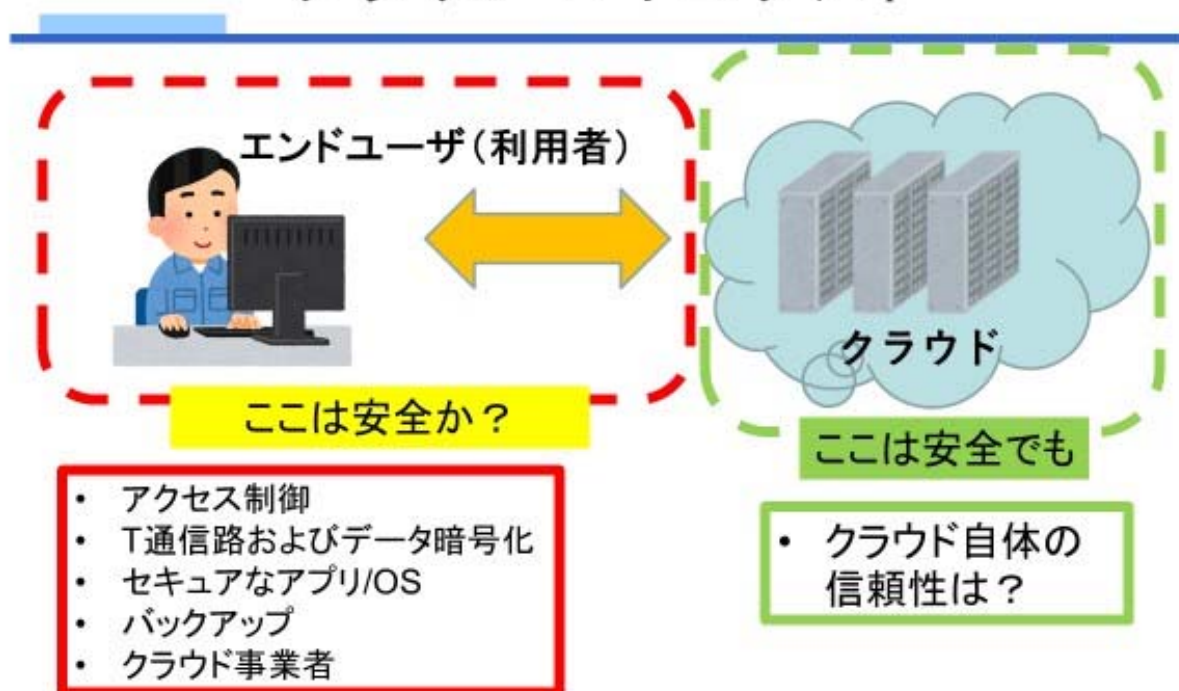 エンドユーザ(利用者)
クラウド
ここは安全か？
ここは安全でも
• アクセス制御
• T通信路およびデータ暗号化
• セキュアなアプリ/OS
• バックアップ
• クラウド事業者
• クラウド自体の
信頼性は？